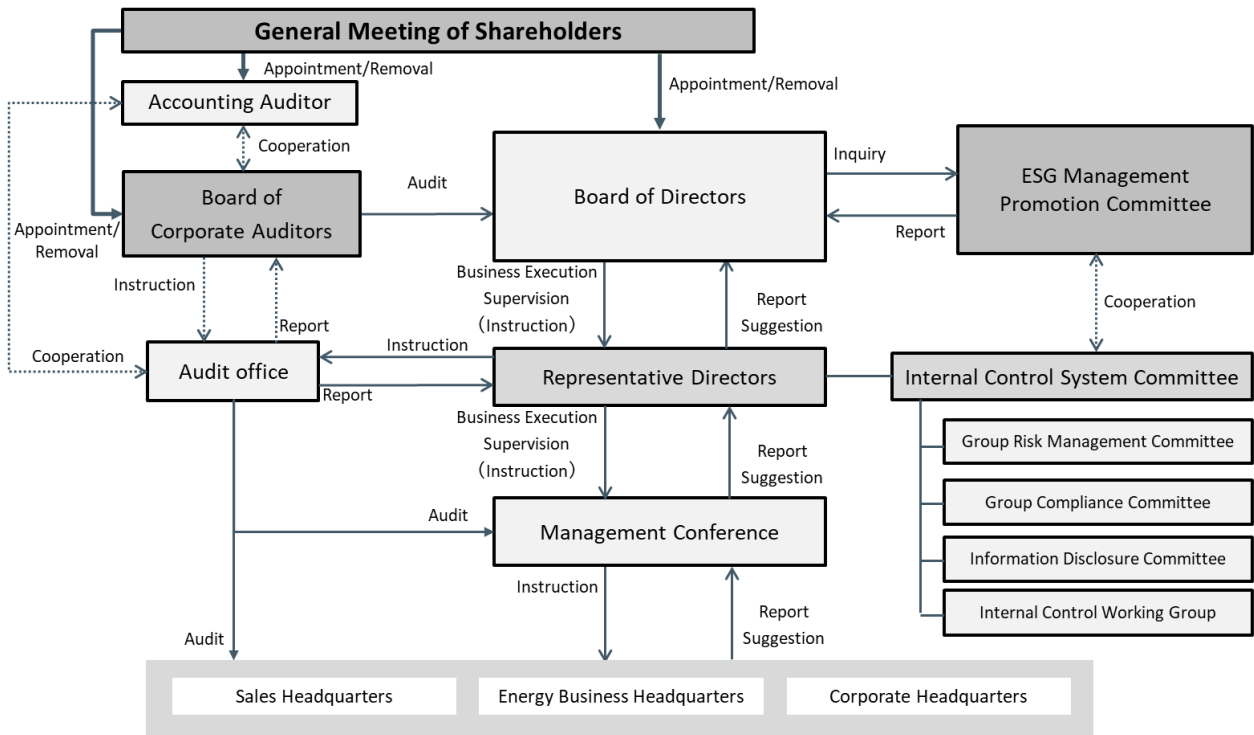 General Meeting of Shareholders
Appointment/Removal
Appointment/Removal
Accounting Auditor
Cooperation
Board of
Corporate Auditors
Audit
Board of Directors
Inquiry
Report
ESG Management
Promotion Committee
Appointment/
Removal
Instruction
Report
Business Execution
Supervision
（Instruction）
Report
Suggestion
Cooperation
Cooperation
Audit office
Instruction
Report
Representative Directors
Internal Control System Committee
Business Execution
Supervision
（Instruction）
Report
Suggestion
Group Risk Management Committee
Group Compliance Committee
Information Disclosure Committee
Internal Control Working Group
Audit
Management Conference
Instruction
Report
Suggestion
Audit
Sales Headquarters
Energy Business Headquarters
Corporate Headquarters